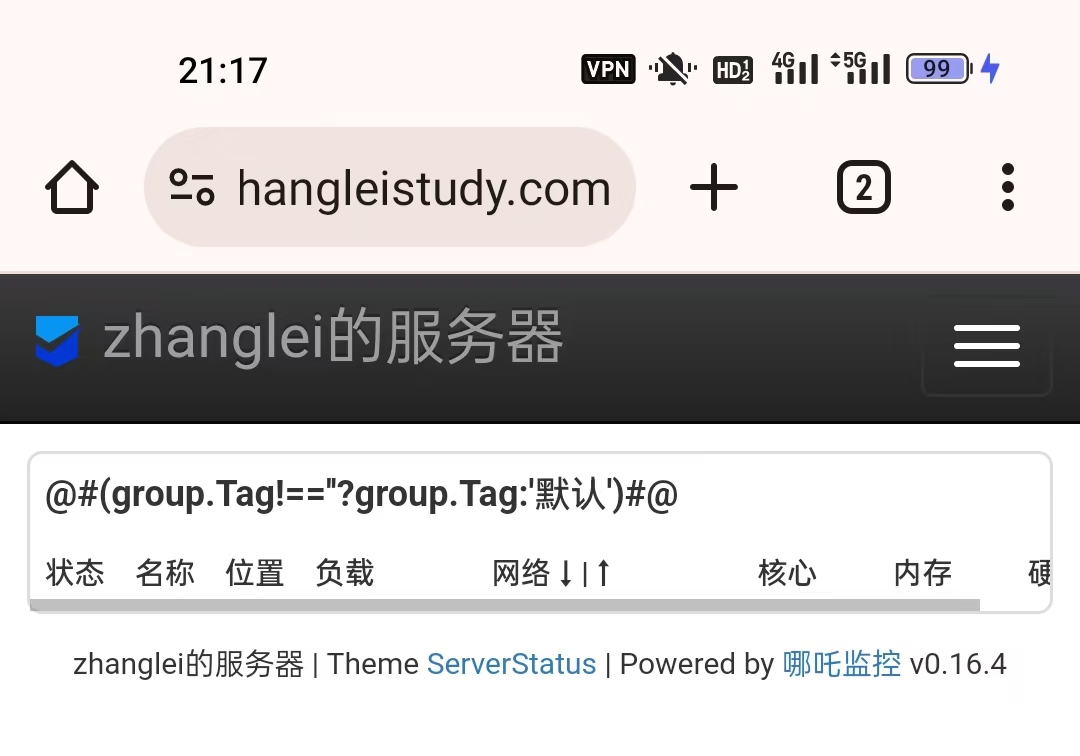 21:17 VPN HD 1 2 4G 5G 99
hangleistudy.com 2
zhanglei的服务器
@#(group.Tag!==''?group.Tag:'默认')#@
状态 名称 位置 负载 网络 ↓ | ↑ 核心 内存
zhanglei的服务器 | Theme ServerStatus | Powered by 哪吒监控 v0.16.4